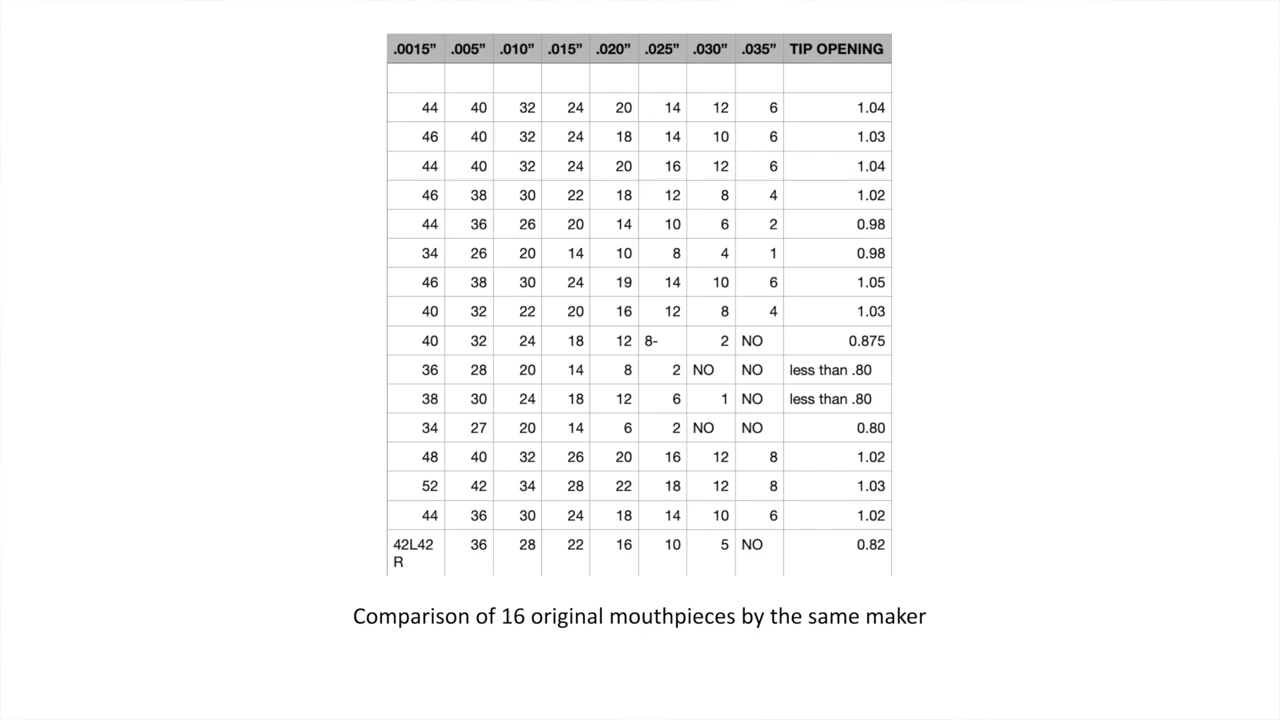 .0015” .005” .010” .015” .020” .025” .030” .035” TIP OPENING
44 40 32 24 20 14 12 6 1.04
46 40 32 24 18 14 10 6 1.03
44 40 32 24 20 16 12 6 1.04
46 38 30 22 18 12 8 4 1.02
44 36 26 20 14 10 6 2 0.98
34 26 20 14 10 8 4 1 0.98
46 38 30 24 19 14 10 6 1.05
40 32 22 20 16 12 8 4 1.03
40 32 24 18 12 8- 2 NO 0.875
36 28 20 14 8 2 NO NO less than .80
38 30 24 18 12 6 1 NO less than .80
34 27 20 14 6 2 NO NO 0.80
48 40 32 26 20 16 12 8 1.02
52 42 34 28 22 18 12 8 1.03
44 36 30 24 18 14 10 6 1.02
42L42 36 28 22 16 10 5 NO 0.82
R
Comparison of 16 original mouthpieces by the same maker